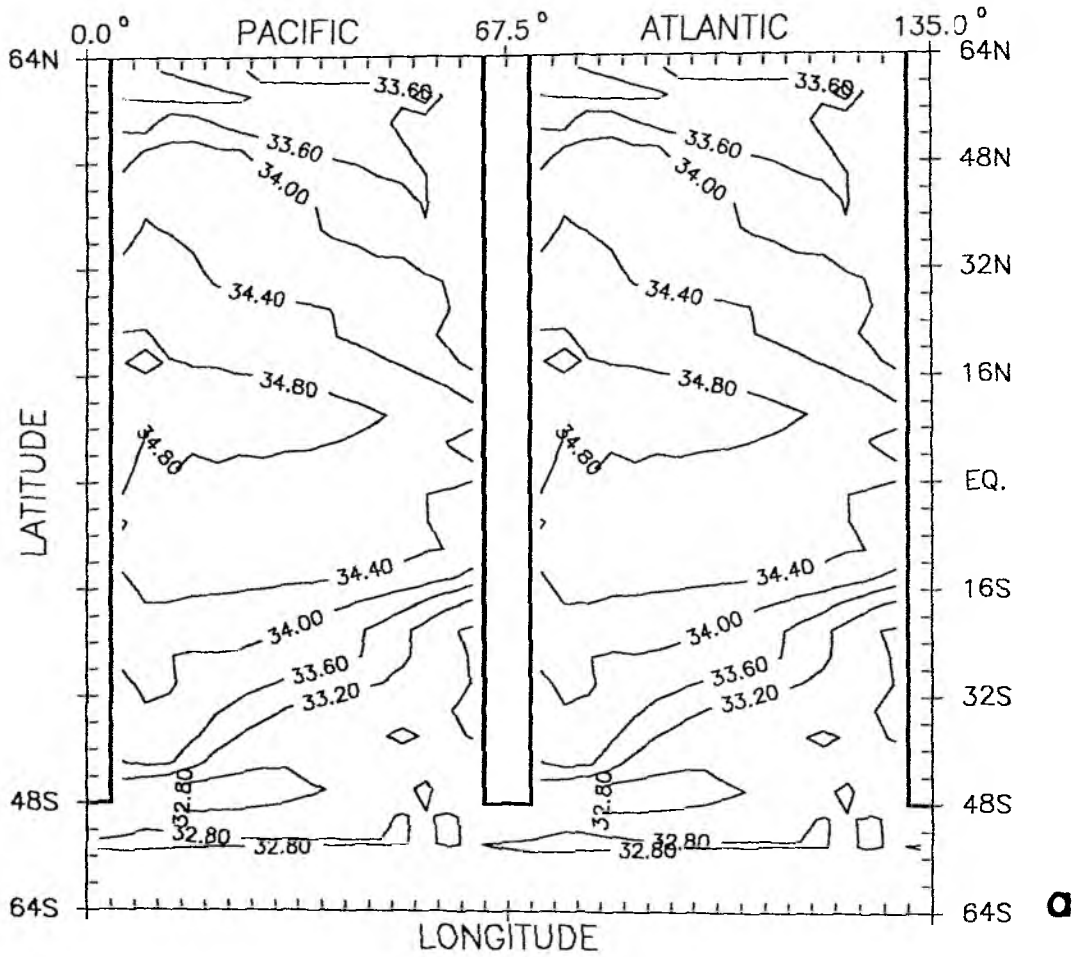 0.0° PACIFIC 67.5° ATLANTIC 135.0°
64N 64N
33.60 33.60
33.60 33.60
48N
34.00 34.00
32N
34.40 34.40
16N
34.80 34.80
34.80 34.80
LATITUDE
EQ.
34.40 34.40
16S
34.00 34.00
33.60 33.60
33.20 33.20
32S
32.80 32.80
48S 48S
32.80 32.80
32.80 32.80
64S 64S
a
LONGITUDE